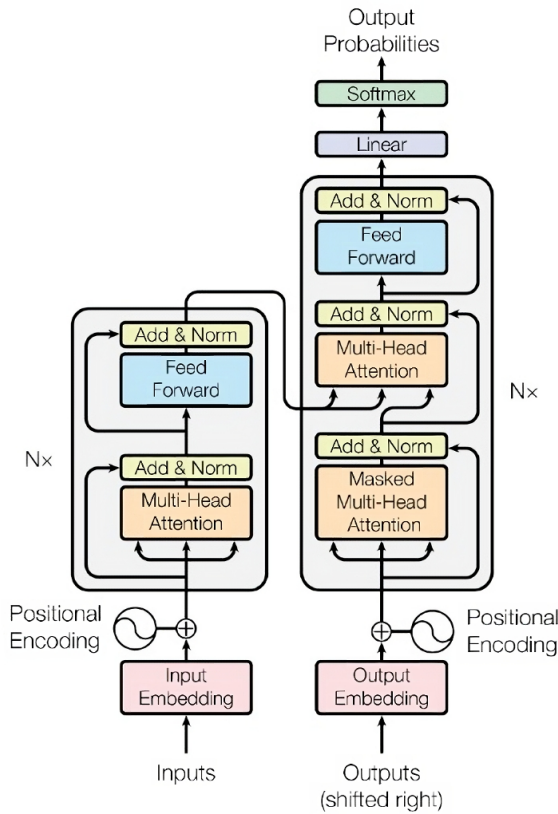 Output
Probabilities
Softmax
Linear
Add & Norm
Feed
Forward
Add & Norm
Multi-Head
Attention
Nx
Add & Norm
Masked
Multi-Head
Attention
Add & Norm
Feed
Forward
Nx
Add & Norm
Multi-Head
Attention
Positional
Encoding
Positional
Encoding
Input
Embedding
Output
Embedding
Inputs
Outputs
(shifted right)